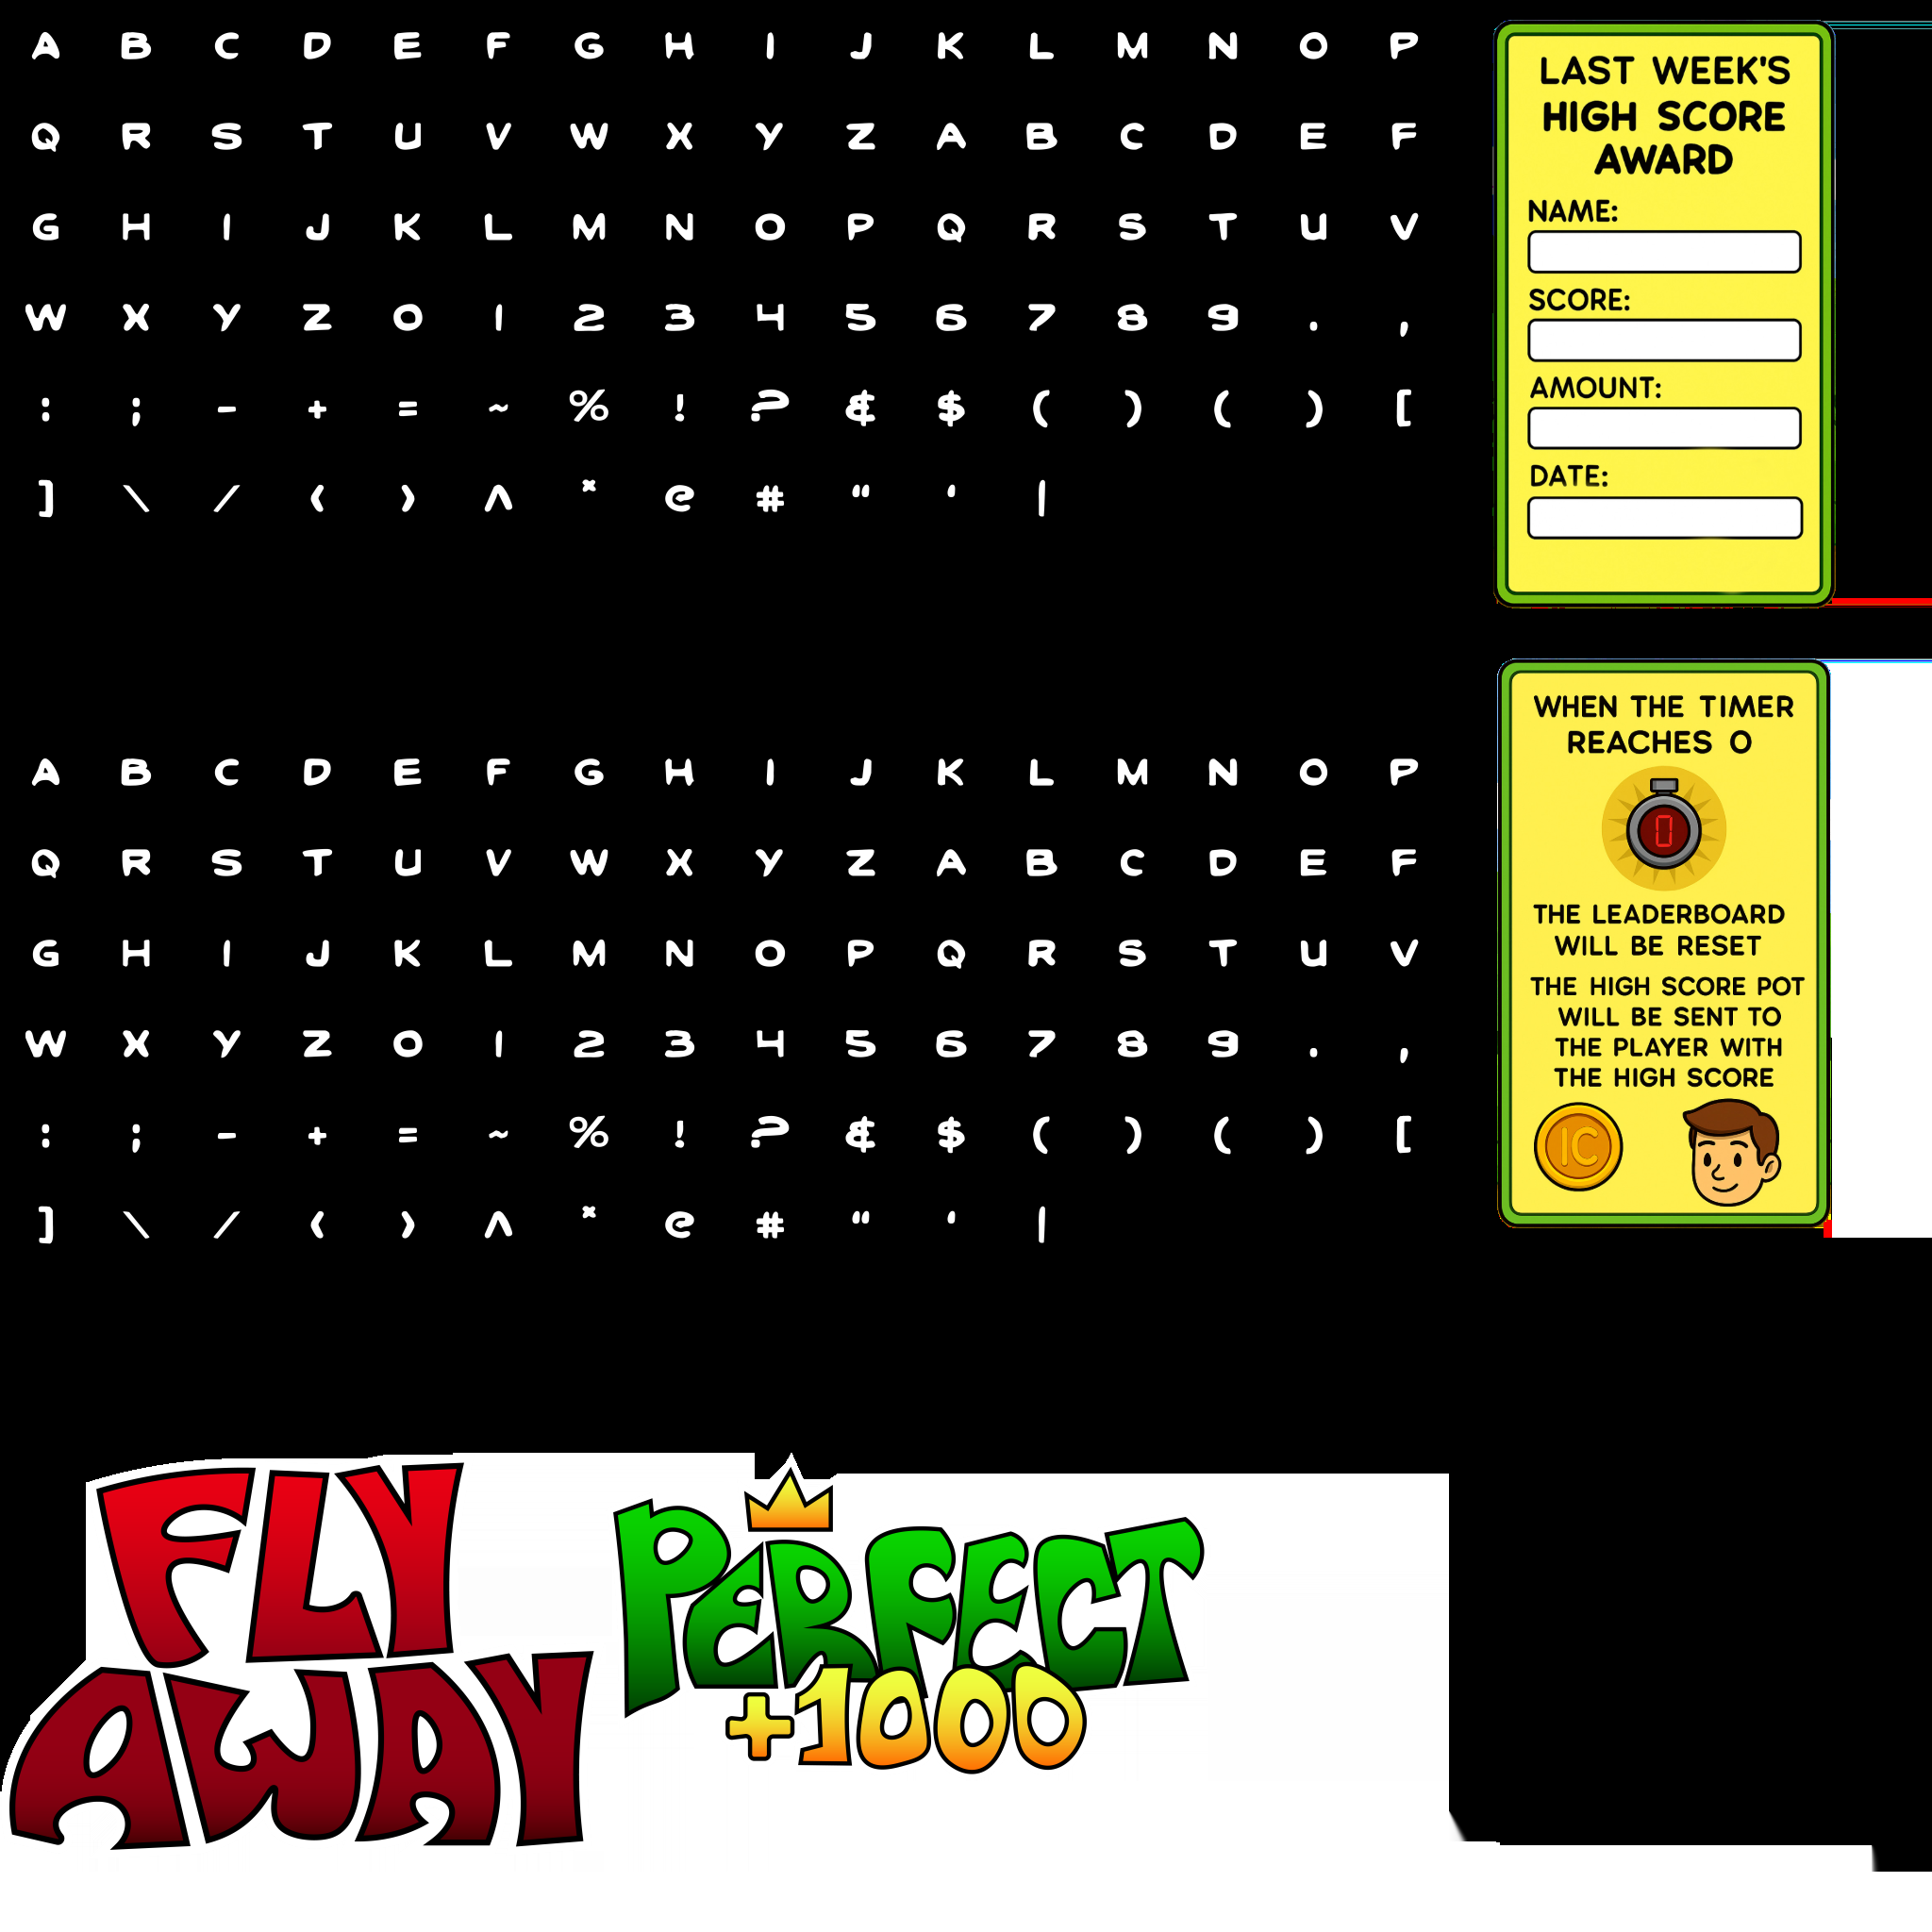 A B C D E F G H I J K L M N O P
Q R S T U V W X Y Z A B C D E F
G H I J K L M N O P Q R S T U V
W X Y Z 0 1 2 3 4 5 6 7 8 9 . ,
: ; - + = ~ % ! ? & $ ( ) ( ) [
] \ / < > ^ * @ # " ' |
LAST WEEK'S
HIGH SCORE
AWARD
NAME:
SCORE:
AMOUNT:
DATE:
A B C D E F G H I J K L M N O P
Q R S T U V W X Y Z A B C D E F
G H I J K L M N O P Q R S T U V
W X Y Z 0 1 2 3 4 5 6 7 8 9 . ,
: ; - + = ~ % ! ? & $ ( ) ( ) [
] \ / < > ^ * @ # " ' |
WHEN THE TIMER
REACHES 0
0
THE LEADERBOARD
WILL BE RESET
THE HIGH SCORE POT
WILL BE SENT TO
THE PLAYER WITH
THE HIGH SCORE
IC
FLY
AWAY
PERFECT
+1000